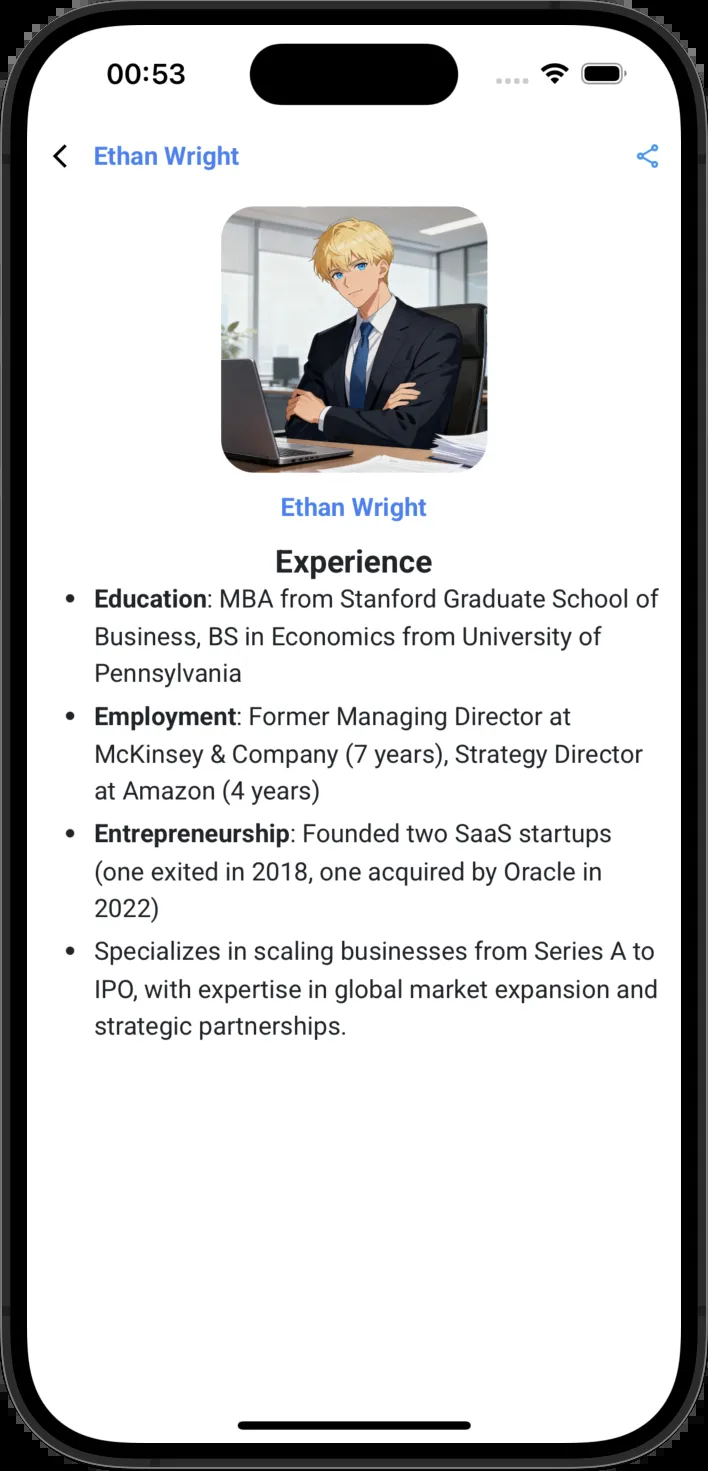 00:53
Ethan Wright
Ethan Wright
Experience
• Education: MBA from Stanford Graduate School of
Business, BS in Economics from University of
Pennsylvania
• Employment: Former Managing Director at
McKinsey & Company (7 years), Strategy Director
at Amazon (4 years)
• Entrepreneurship: Founded two SaaS startups
(one exited in 2018, one acquired by Oracle in
2022)
• Specializes in scaling businesses from Series A to
IPO, with expertise in global market expansion and
strategic partnerships.